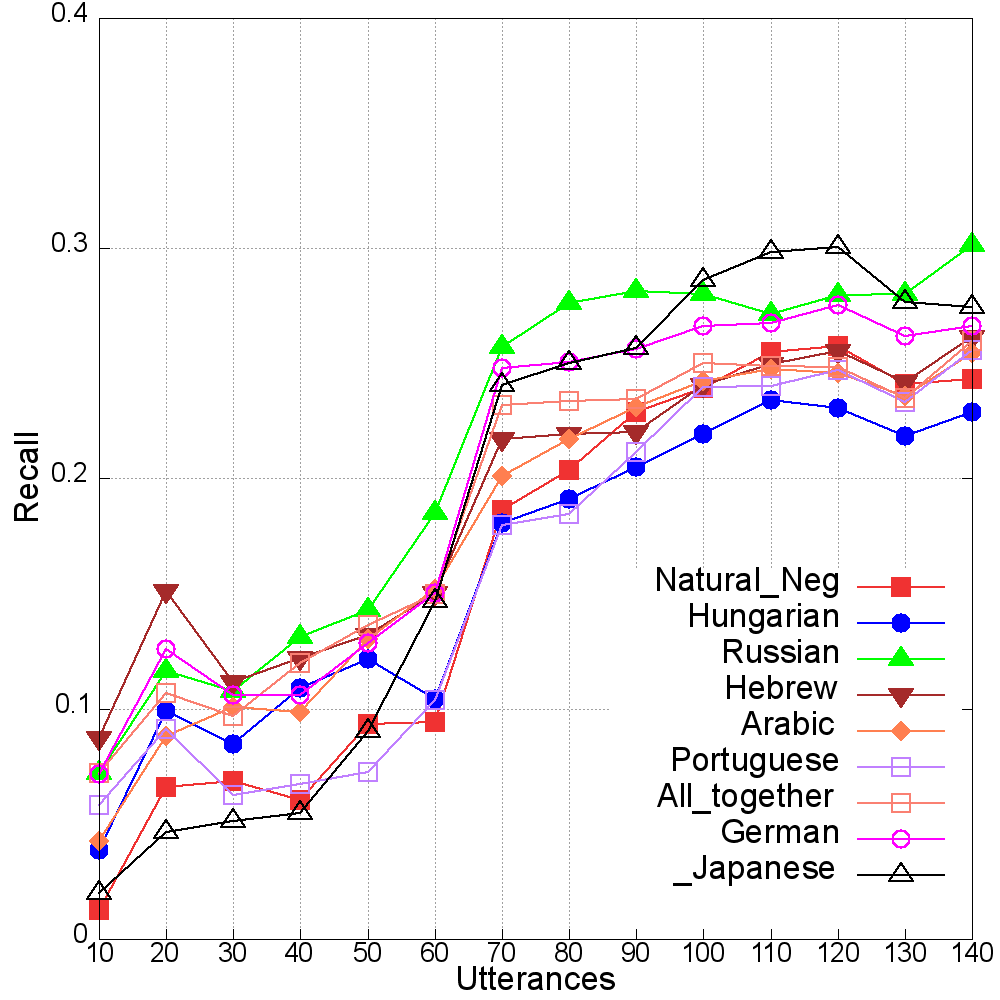 0.4
0.3
0.2
0.1
0
Recall
Natural_Neg
Hungarian
Russian
Hebrew
Arabic
Portuguese
All_together
German
_Japanese
10 20 30 40 50 60 70 80 90 100 110 120 130 140
Utterances